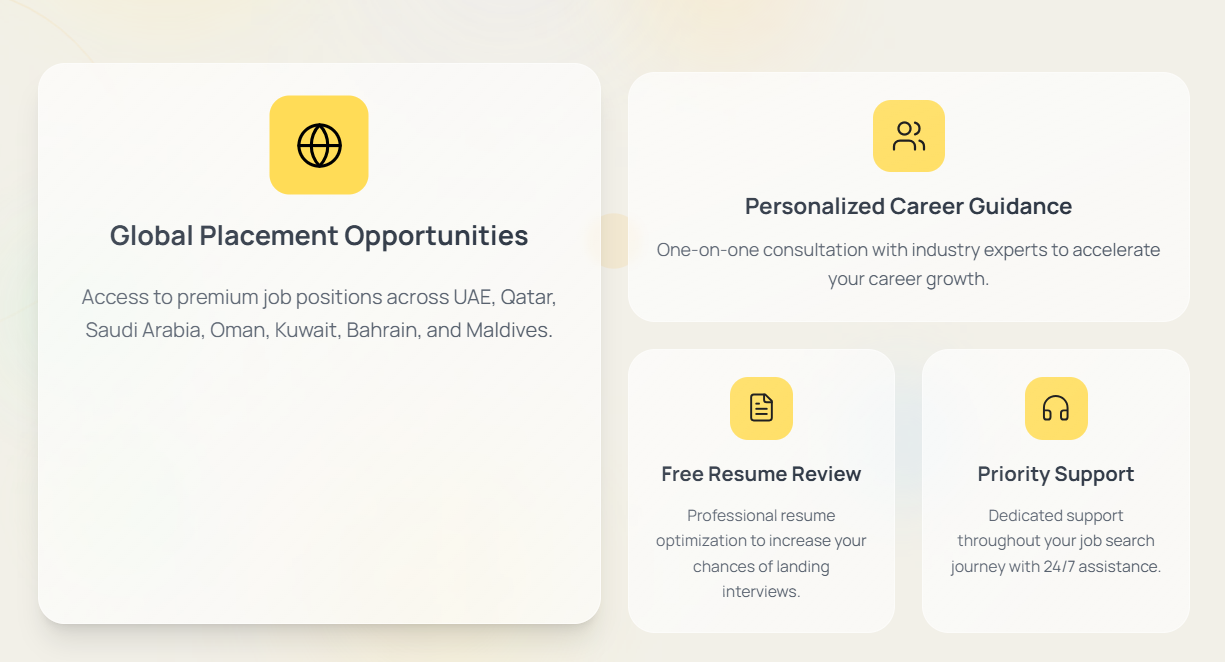 Global Placement Opportunities
Access to premium job positions across UAE, Qatar,
Saudi Arabia, Oman, Kuwait, Bahrain, and Maldives.
Personalized Career Guidance
One-on-one consultation with industry experts to accelerate
your career growth.
Free Resume Review
Professional resume
optimization to increase your
chances of landing
interviews.
Priority Support
Dedicated support
throughout your job search
journey with 24/7 assistance.